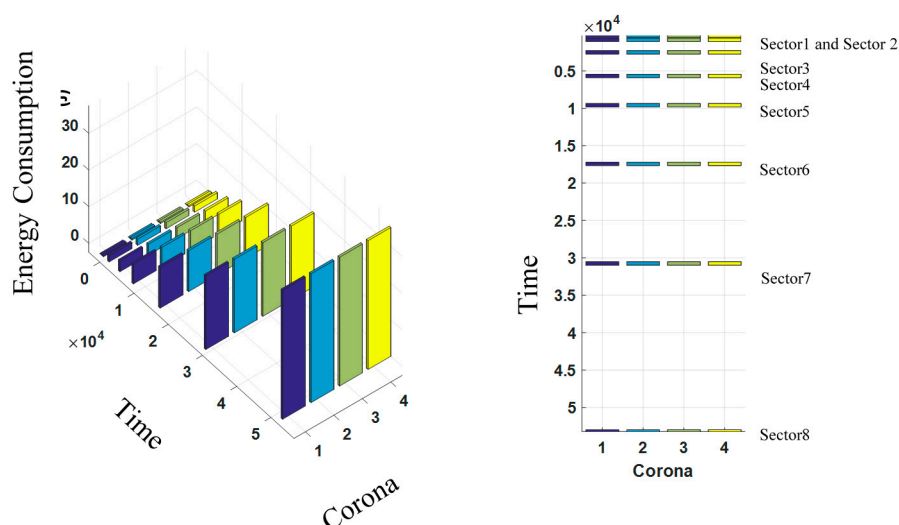 Energy Consumption
30
20
10
0
0
1
2
3
4
5
×10⁴
Time
1
2
3
4
Corona
×10⁴
0.5
1
1.5
2
2.5
3
3.5
4
4.5
5
Time
1 2 3 4
Corona
Sector1 and Sector 2
Sector3
Sector4
Sector5
Sector6
Sector7
Sector8